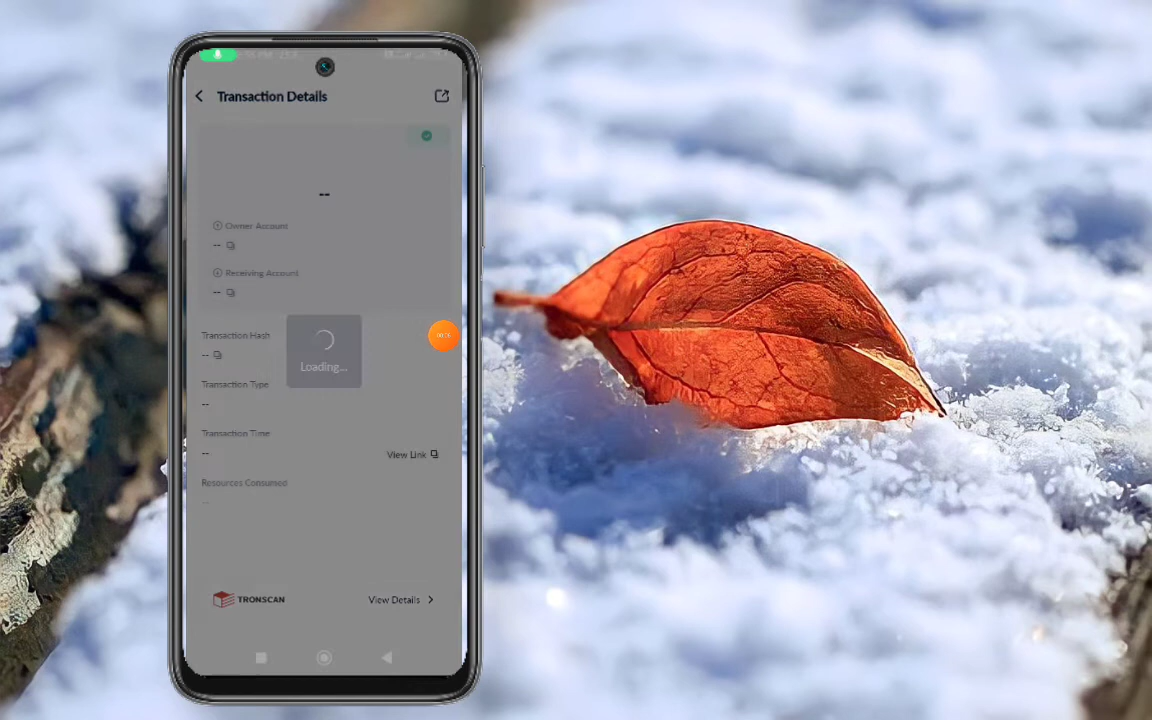 Transaction Details
--
Owner Account
--
Receiving Account
--
Transaction Hash
--
Loading...
Transaction Type
--
Transaction Time
--
View Link
Resources Consumed
--
TRONSCAN
View Details